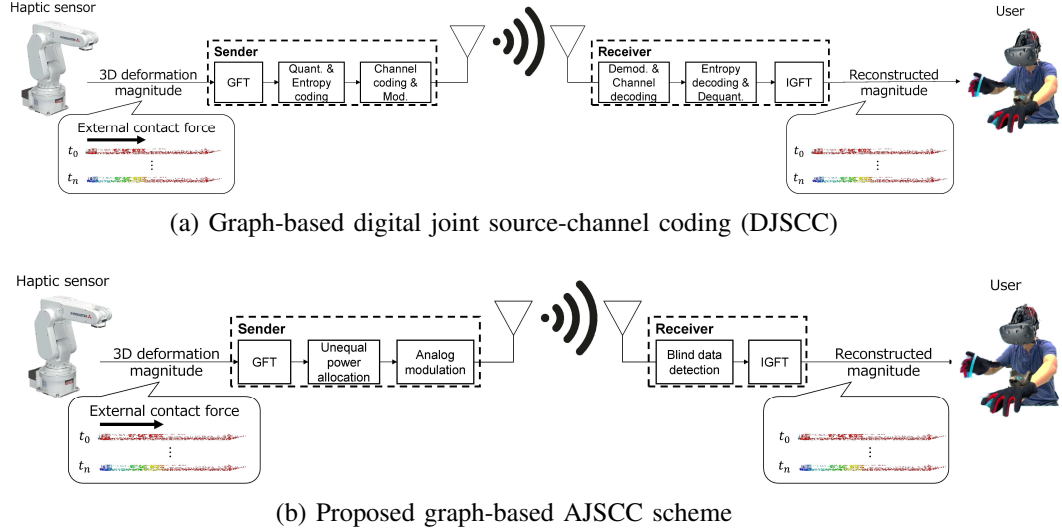 Haptic sensor
3D deformation
magnitude
Sender
GFT
Quant. &
Entropy
coding
Channel
coding &
Mod.
Receiver
Demod. &
Channel
decoding
Entropy
decoding &
Dequant.
IGFT
Reconstructed
magnitude
User
External contact force
t0
⋮
tn
t0
⋮
tn
(a) Graph-based digital joint source-channel coding (DJSCC)
Haptic sensor
3D deformation
magnitude
Sender
GFT
Unequal
power
allocation
Analog
modulation
Receiver
Blind data
detection
IGFT
Reconstructed
magnitude
User
External contact force
t0
⋮
tn
t0
⋮
tn
(b) Proposed graph-based AJSCC scheme